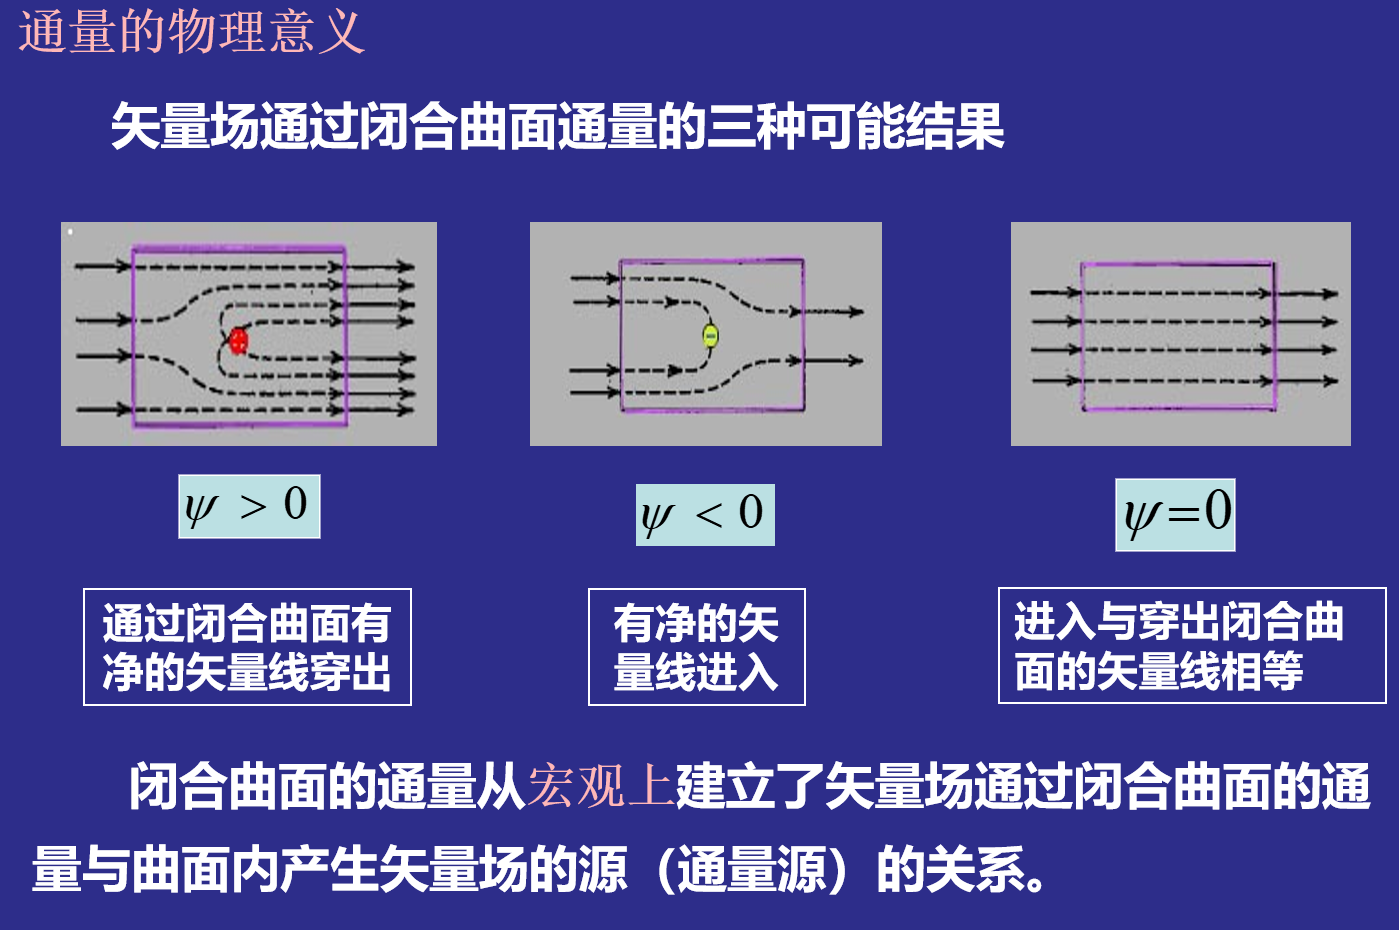 通量的物理意义
矢量场通过闭合曲面通量的三种可能结果
ψ > 0
ψ < 0
ψ=0
通过闭合曲面有
净的矢量线穿出
有净的矢量线进入
进入与穿出闭合曲
面的矢量线相等
闭合曲面的通量从宏观上建立了矢量场通过闭合曲面的通
量与曲面内产生矢量场的源（通量源）的关系。